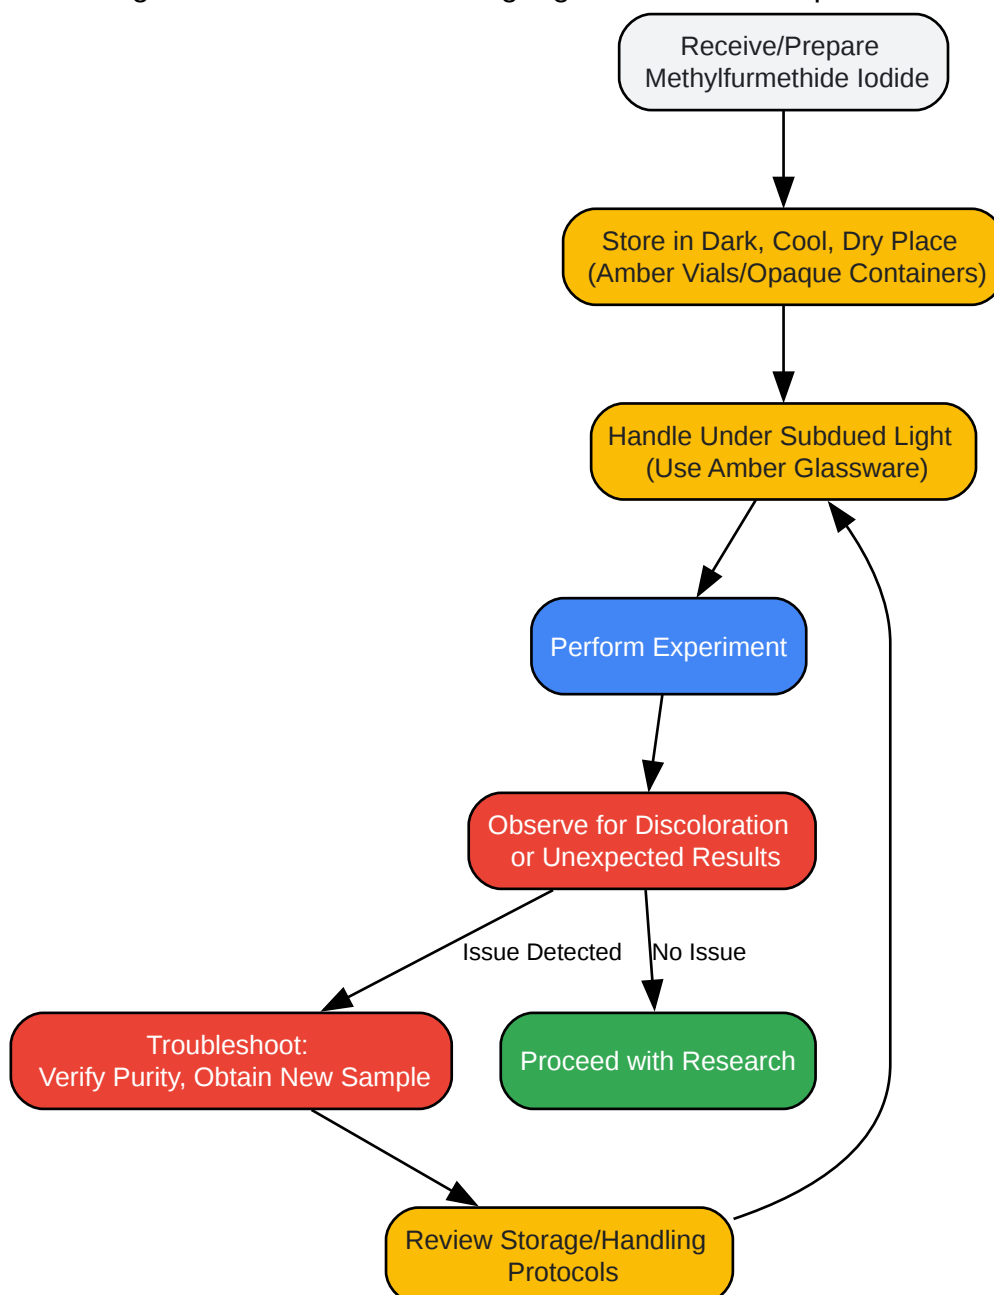 Receive/Prepare
Methylfurmethide Iodide
Store in Dark, Cool, Dry Place
(Amber Vials/Opaque Containers)
Handle Under Subdued Light
(Use Amber Glassware)
Perform Experiment
Observe for Discoloration
or Unexpected Results
Issue Detected
No Issue
Troubleshoot:
Verify Purity, Obtain New Sample
Proceed with Research
Review Storage/Handling
Protocols